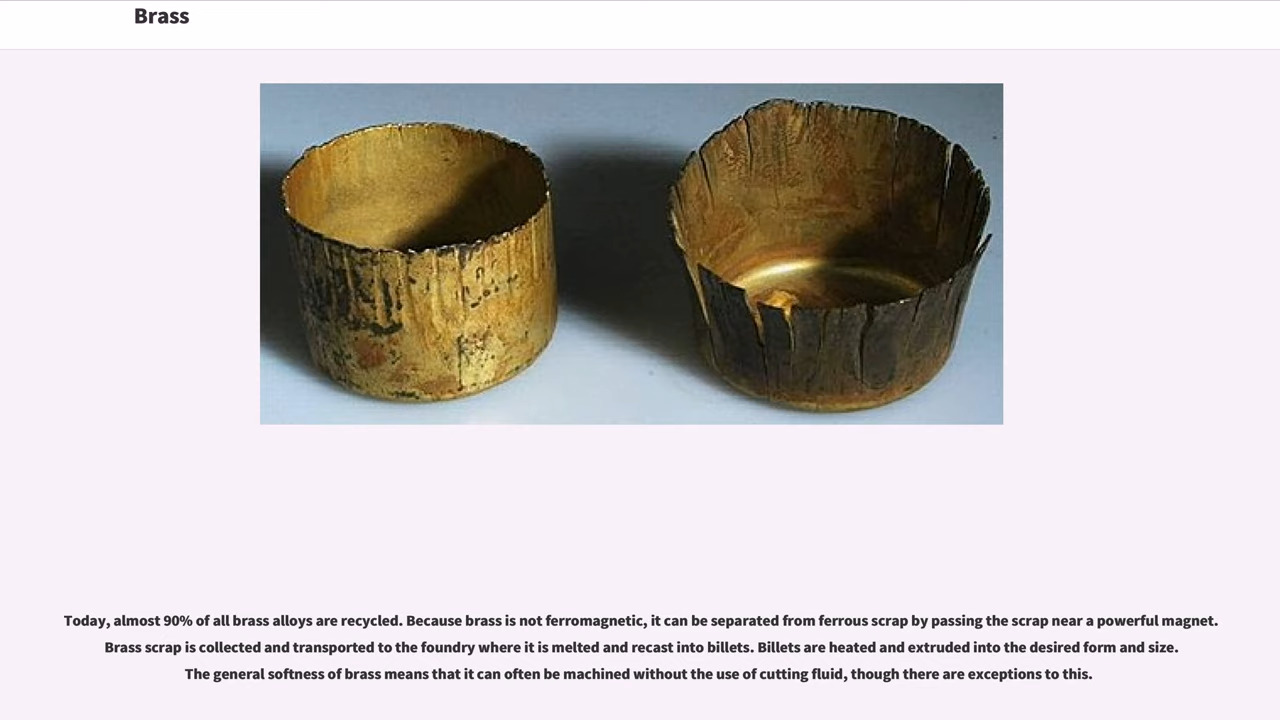 Brass
Today, almost 90% of all brass alloys are recycled. Because brass is not ferromagnetic, it can be separated from ferrous scrap by passing the scrap near a powerful magnet.
Brass scrap is collected and transported to the foundry where it is melted and recast into billets. Billets are heated and extruded into the desired form and size.
The general softness of brass means that it can often be machined without the use of cutting fluid, though there are exceptions to this.